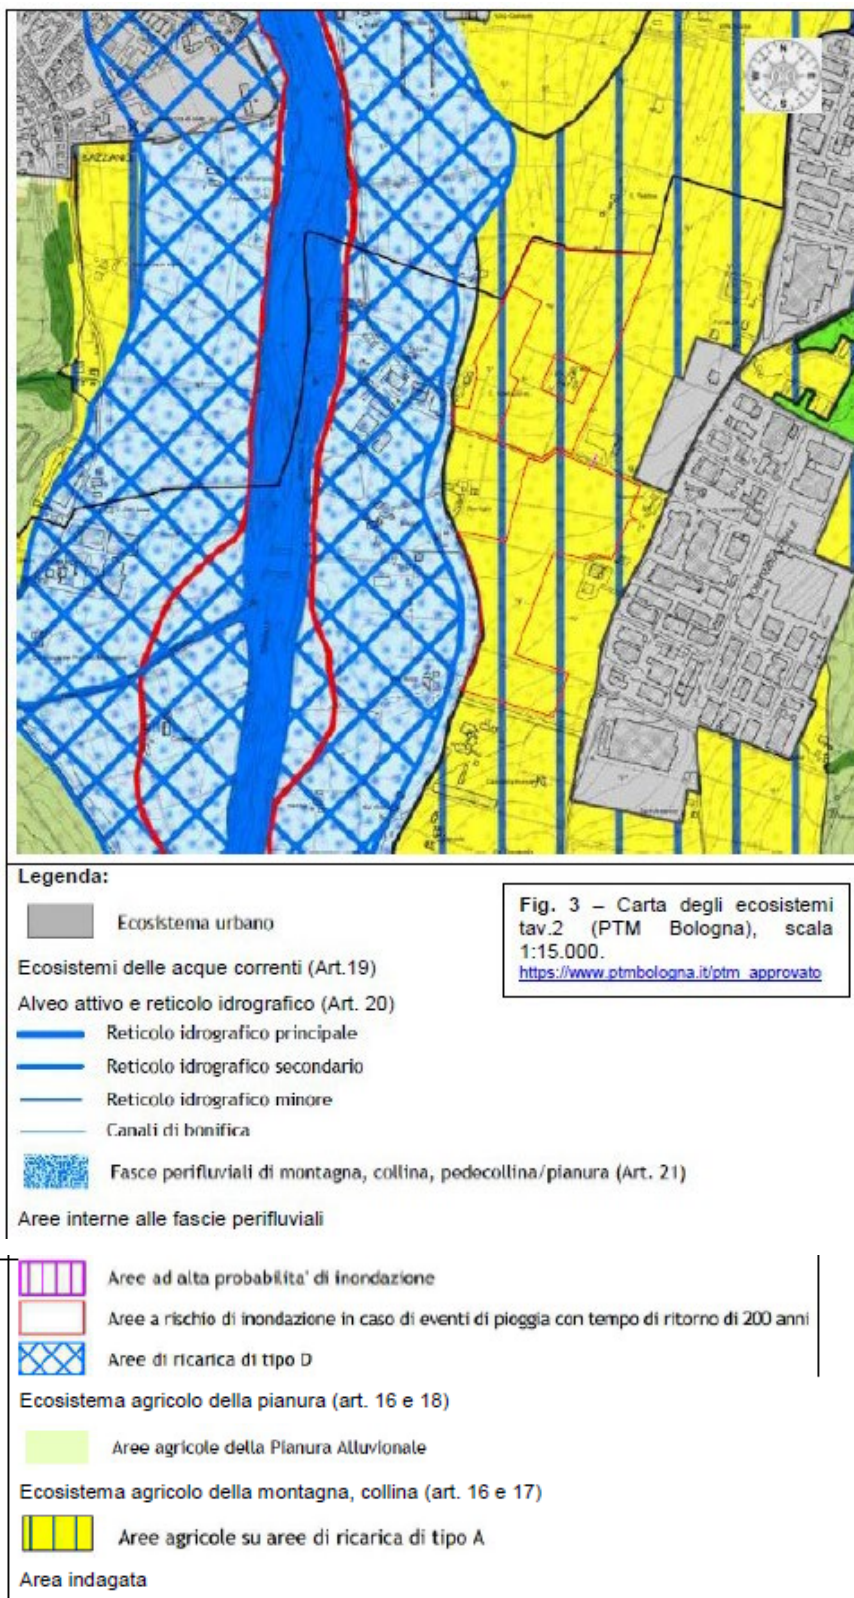 N
E
S
W
BAZZANO
Legenda:
Ecosistema urbano
Fig. 3 – Carta degli ecosistemi
tav.2 (PTM Bologna), scala
1:15.000.
https://www.ptmbologna.it/ptm_approvato
Ecosistemi delle acque correnti (Art.19)
Alveo attivo e reticolo idrografico (Art. 20)
Reticolo idrografico principale
Reticolo idrografico secondario
Reticolo idrografico minore
Canali di bonifica
Fasce perifluviali di montagna, collina, pedecollina/pianura (Art. 21)
Aree interne alle fascie perifluviali
Aree ad alta probabilita' di inondazione
Aree a rischio di inondazione in caso di eventi di pioggia con tempo di ritorno di 200 anni
Aree di ricarica di tipo D
Ecosistema agricolo della pianura (art. 16 e 18)
Aree agricole della Pianura Alluvionale
Ecosistema agricolo della montagna, collina (art. 16 e 17)
Aree agricole su aree di ricarica di tipo A
Area indagata